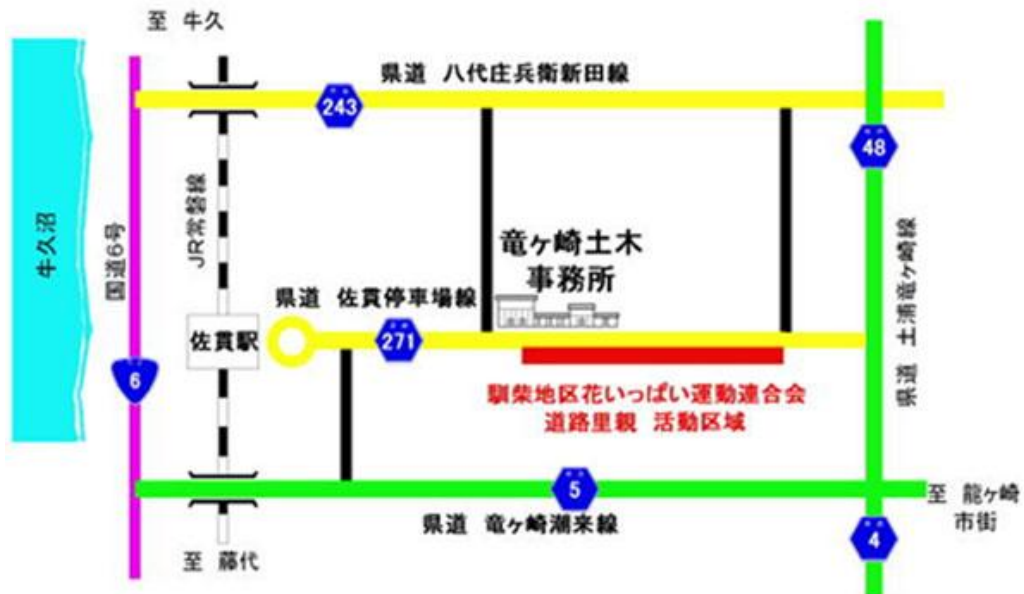 至 牛久
県道 八代庄兵衛新田線
243
48
牛久沼
国道6号
JR常磐線
竜ヶ崎土木
事務所
県道 土浦竜ヶ崎線
県道 佐貫停車場線
271
佐貫駅
6
馴柴地区花いっぱい運動連合会
道路里親 活動区域
5
至 龍ヶ崎
市街
県道 竜ヶ崎潮来線
4
至 藤代